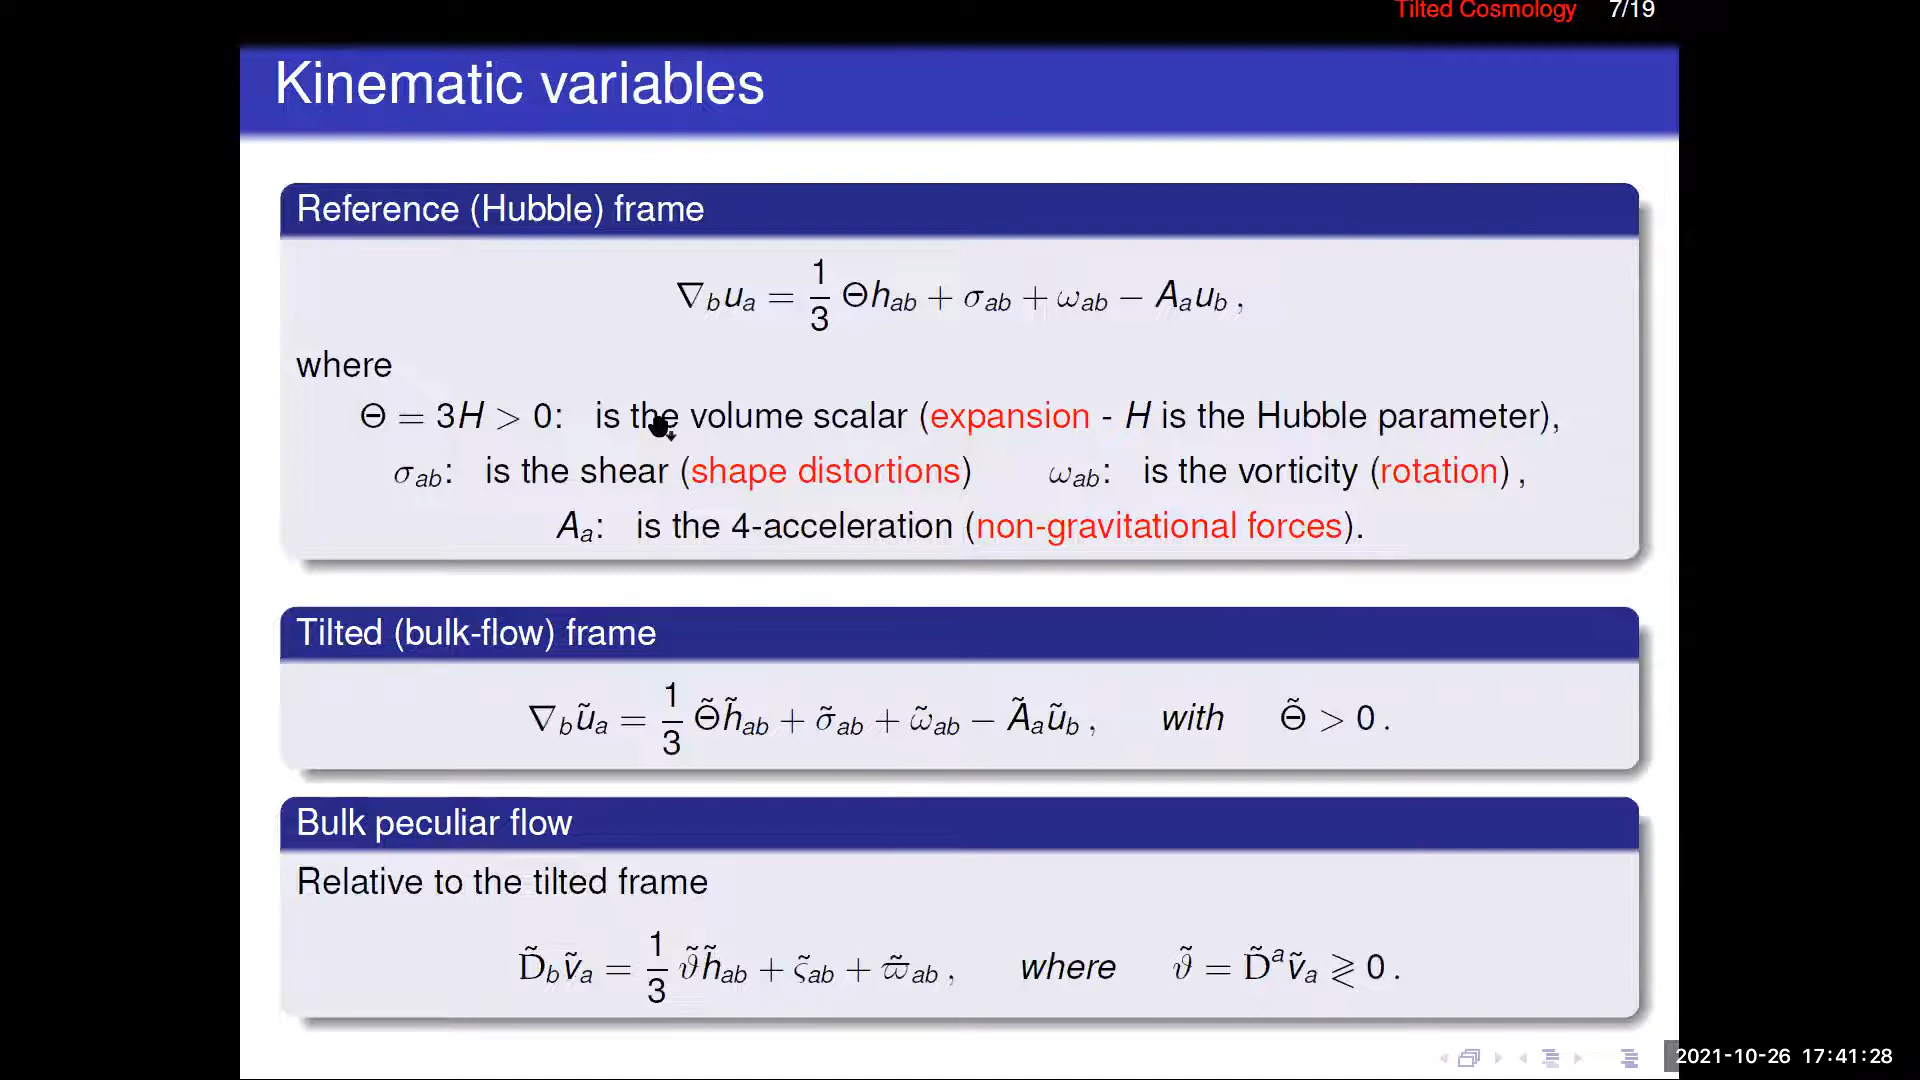 Tilted Cosmology 7/19
Kinematic variables
Reference (Hubble) frame
∇_b u_a = 1/3 Θh_ab + σ_ab + ω_ab − A_a u_b ,
where
Θ = 3H > 0: is the volume scalar (expansion - H is the Hubble parameter),
σ_ab: is the shear (shape distortions) ω_ab: is the vorticity (rotation) ,
A_a: is the 4-acceleration (non-gravitational forces).
Tilted (bulk-flow) frame
∇_b ũ_a = 1/3 Θ̃h̃_ab + σ̃_ab + ω̃_ab − Ã_a ũ_b , with Θ̃ > 0 .
Bulk peculiar flow
Relative to the tilted frame
D̃_b ṽ_a = 1/3 ϑ̃h̃_ab + ς̃_ab + ϖ̃_ab , where ϑ̃ = D̃^a ṽ_a ≷ 0 .
2021-10-26 17:41:28